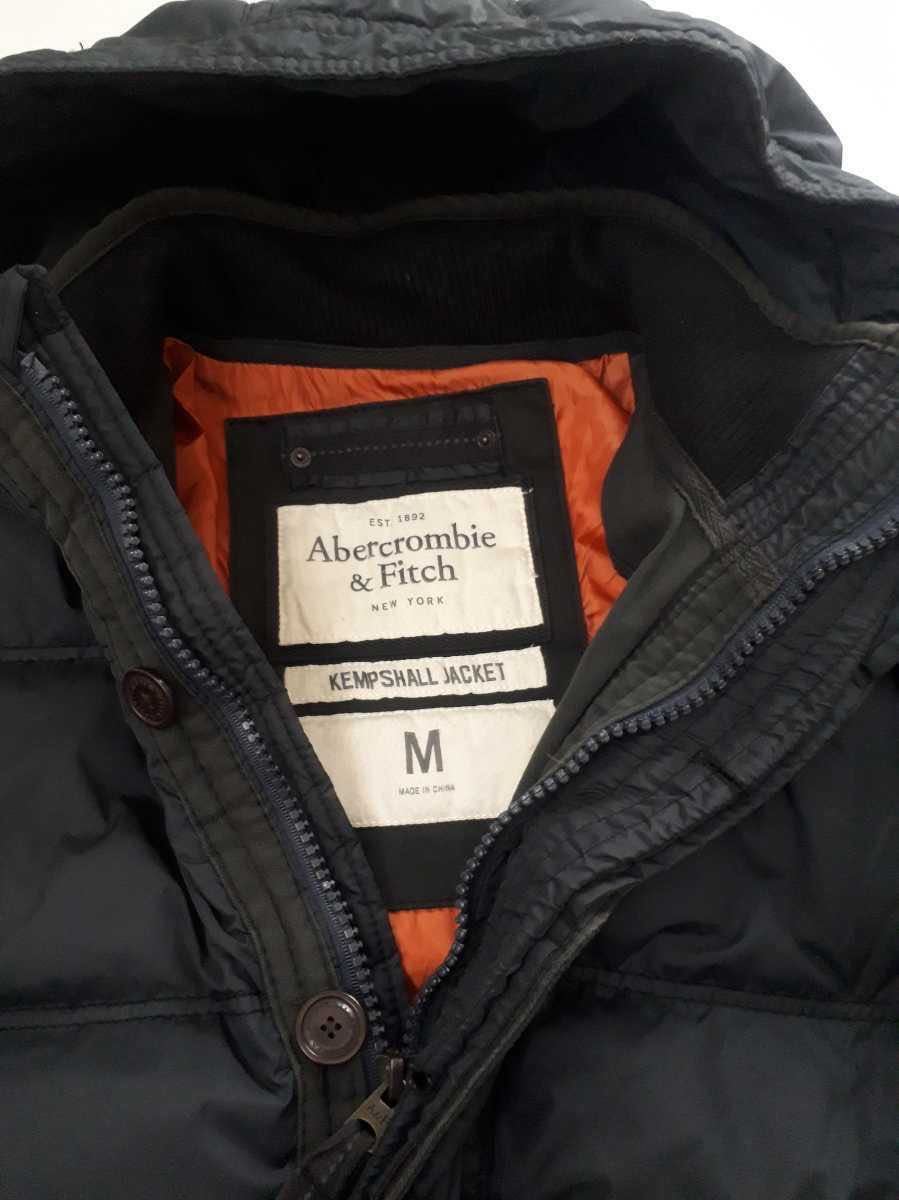 EST. 1892
Abercrombie
& Fitch
NEW YORK
KEMPSHALL JACKET
M
MADE IN CHINA